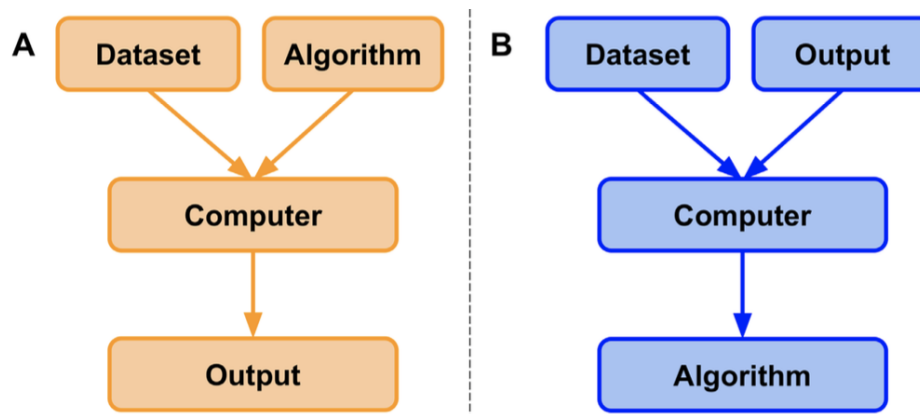 A
Dataset
Algorithm
Computer
Output
B
Dataset
Output
Computer
Algorithm